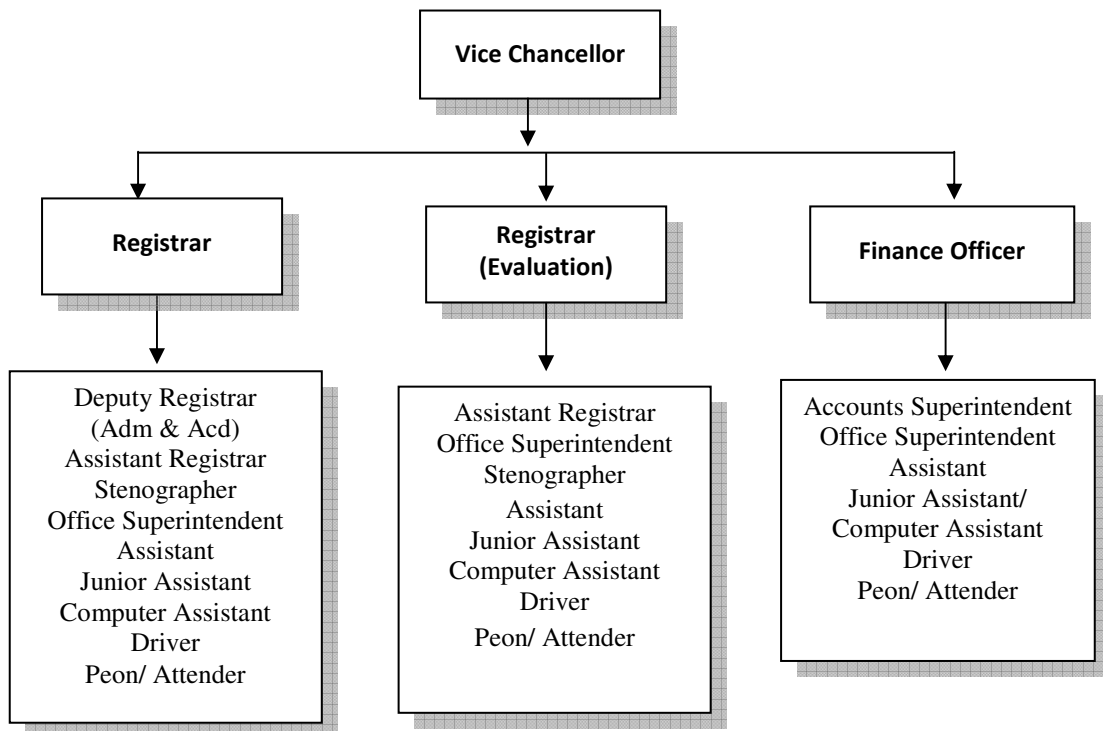 Vice Chancellor
Registrar
Registrar
(Evaluation)
Finance Officer
Deputy Registrar
(Adm & Acd)
Assistant Registrar
Stenographer
Office Superintendent
Assistant
Junior Assistant
Computer Assistant
Driver
Peon/ Attender
Assistant Registrar
Office Superintendent
Stenographer
Assistant
Junior Assistant
Computer Assistant
Driver
Peon/ Attender
Accounts Superintendent
Office Superintendent
Assistant
Junior Assistant/
Computer Assistant
Driver
Peon/ Attender